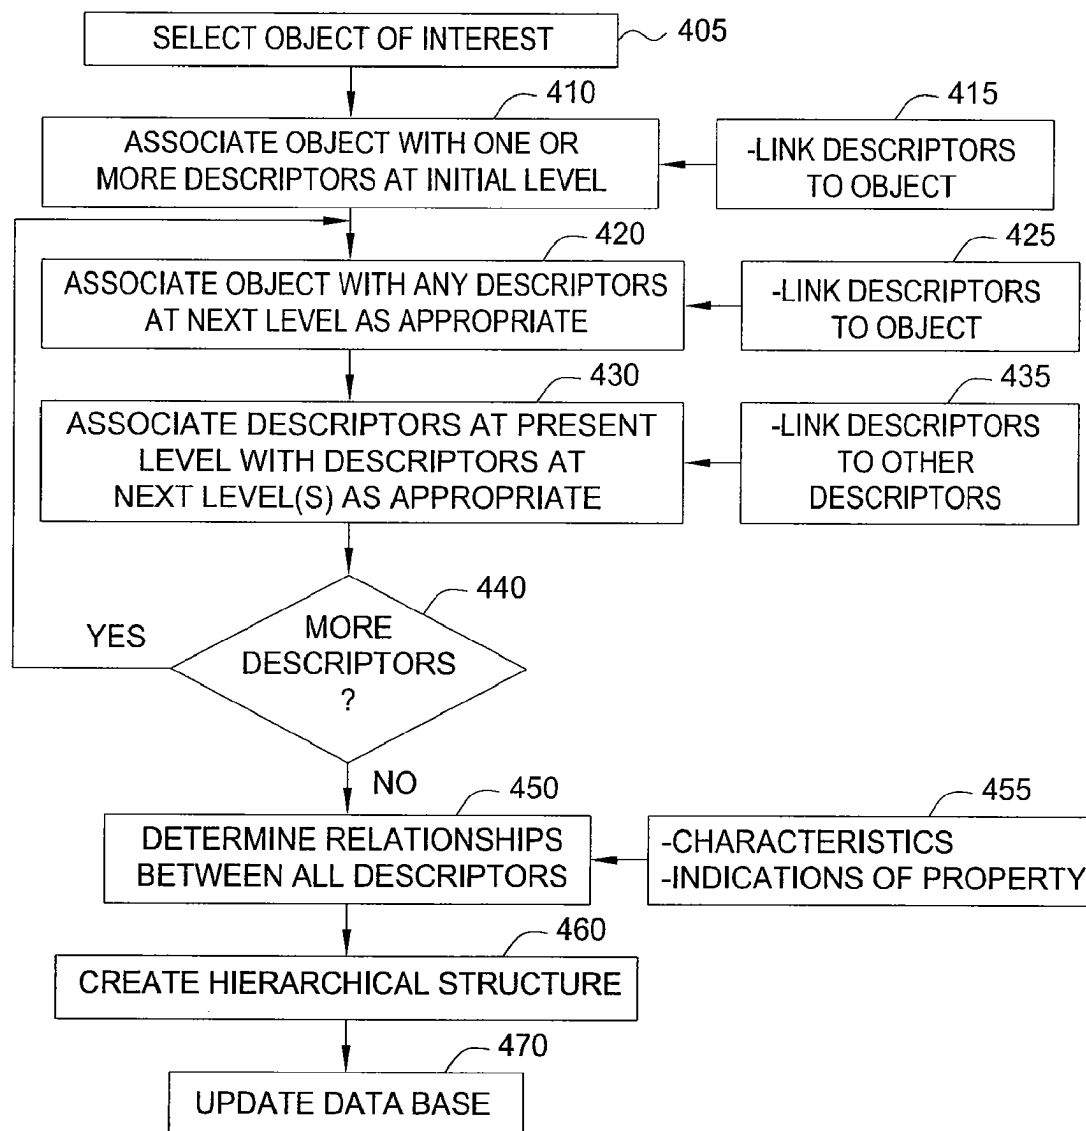 SELECT OBJECT OF INTEREST
405
410
ASSOCIATE OBJECT WITH ONE OR
MORE DESCRIPTORS AT INITIAL LEVEL
415
-LINK DESCRIPTORS
TO OBJECT
420
ASSOCIATE OBJECT WITH ANY DESCRIPTORS
AT NEXT LEVEL AS APPROPRIATE
425
-LINK DESCRIPTORS
TO OBJECT
430
ASSOCIATE DESCRIPTORS AT PRESENT
LEVEL WITH DESCRIPTORS AT
NEXT LEVEL(S) AS APPROPRIATE
435
-LINK DESCRIPTORS
TO OTHER
DESCRIPTORS
440
MORE
DESCRIPTORS
?
YES
NO
450
DETERMINE RELATIONSHIPS
BETWEEN ALL DESCRIPTORS
455
-CHARACTERISTICS
-INDICATIONS OF PROPERTY
460
CREATE HIERARCHICAL STRUCTURE
470
UPDATE DATA BASE